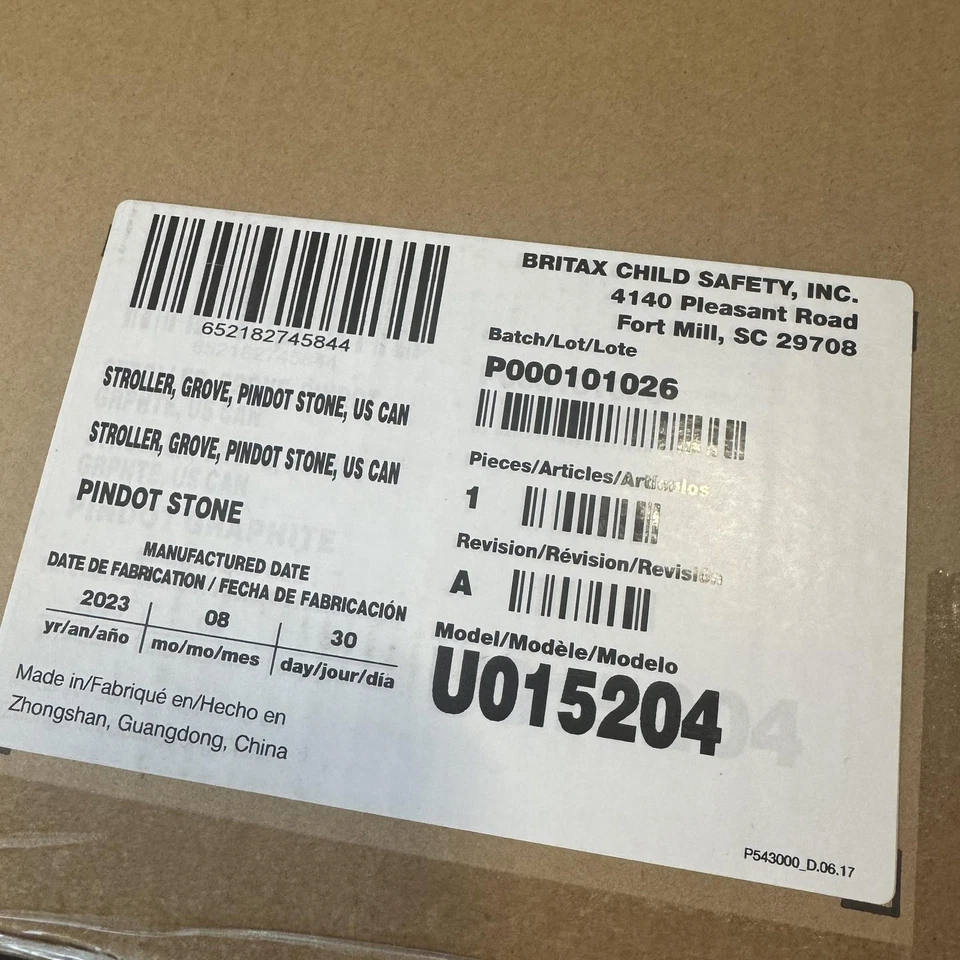 652182745844
STROLLER, GROVE, PINDOT STONE, US CAN
STROLLER, GROVE, PINDOT STONE, US CAN
PINDOT STONE
MANUFACTURED DATE
DATE DE FABRICATION / FECHA DE FABRICACIÓN
2023 08 30
yr/an/año mo/mo/mes day/jour/día
Made in/Fabriqué en/Hecho en
Zhongshan, Guangdong, China
BRITAX CHILD SAFETY, INC.
4140 Pleasant Road
Fort Mill, SC 29708
Batch/Lot/Lote
P000101026
Pieces/Articles/Artículos
1
Revision/Révision/Revisión
A
Model/Modèle/Modelo
U015204
P543000_D.06.17